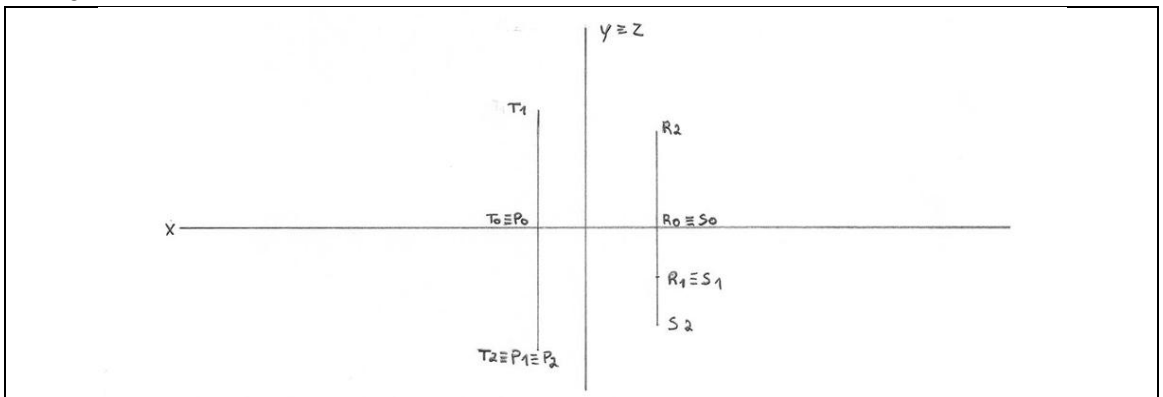 y ≡ z
T1
R2
T0≡P0
R0≡S0
x
R1≡S1
S2
T2≡P1≡P2